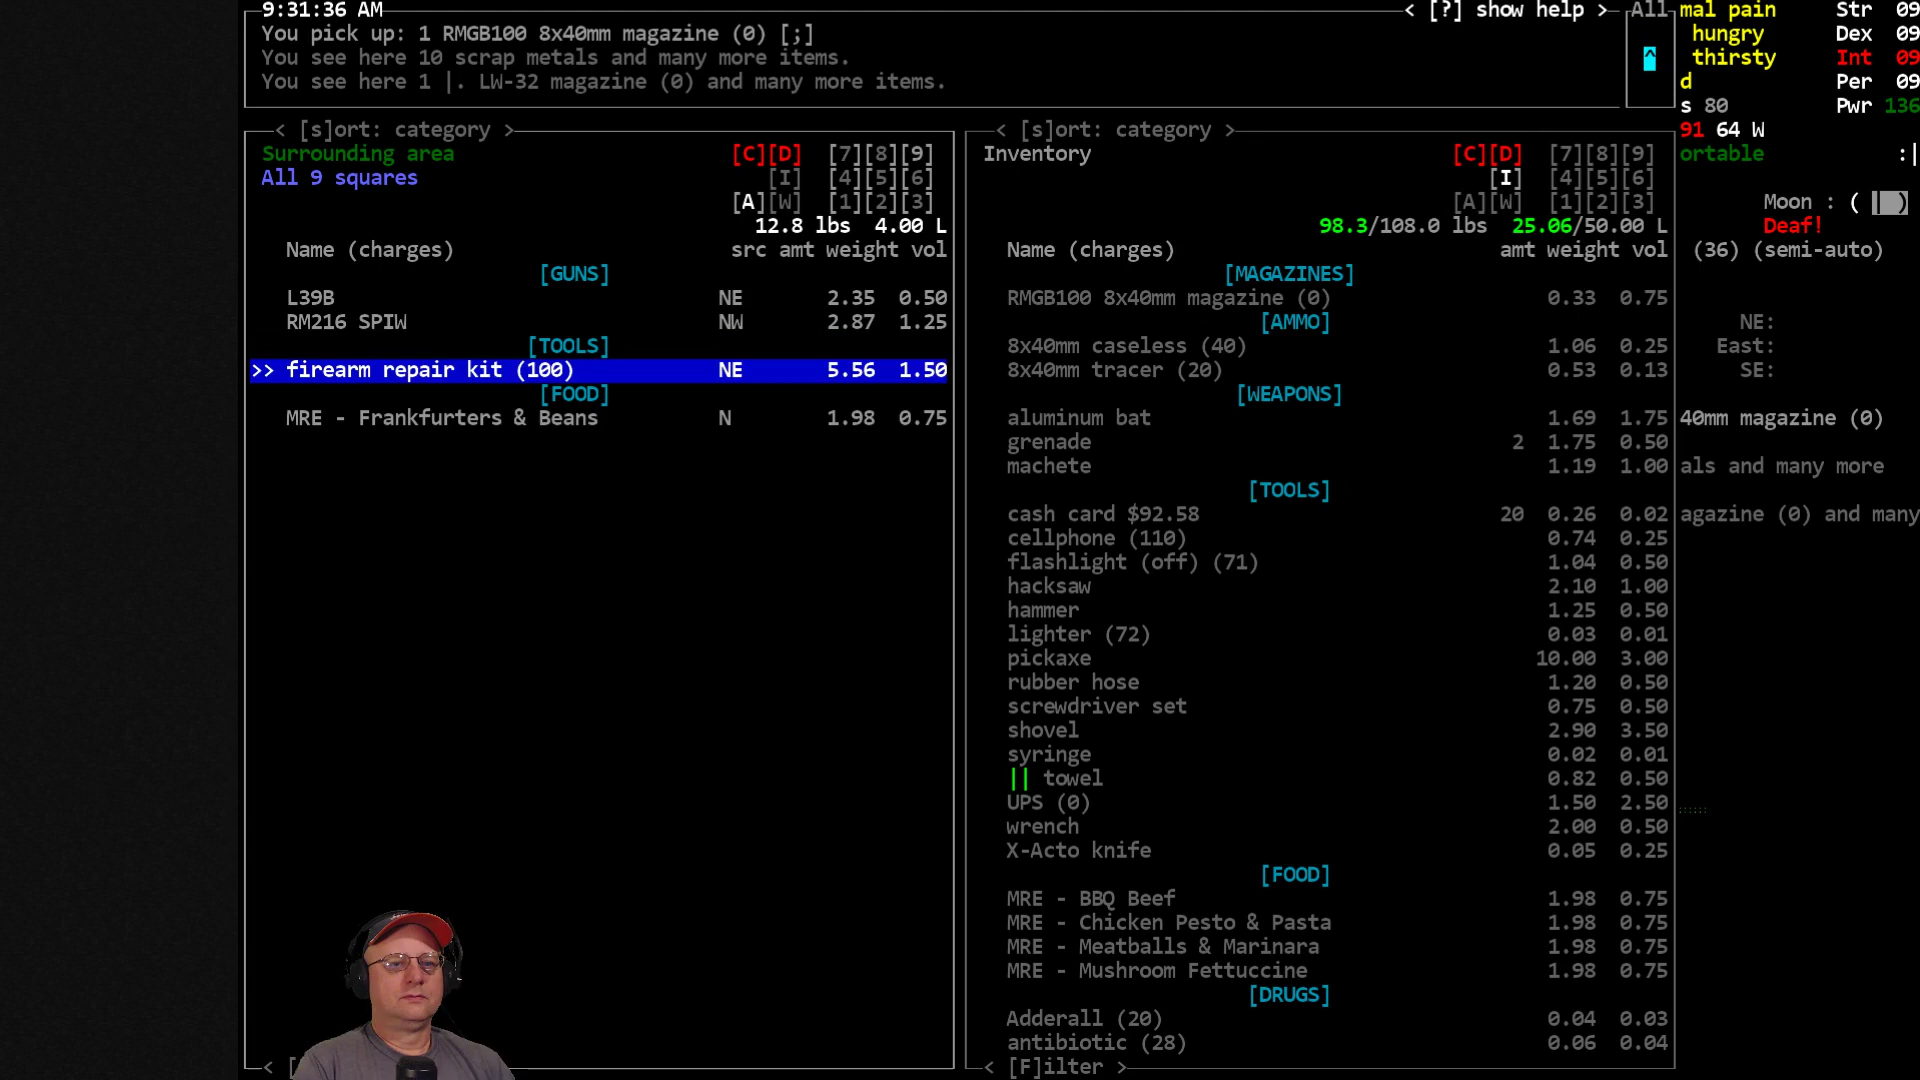 9:31:36 AM
< [?] show help >
All
mal pain Str 09
You pick up: 1 RMGB100 8x40mm magazine (0) [;]
hungry Dex 09
You see here 10 scrap metals and many more items.
^
thirsty Int 09
You see here 1 |. LW-32 magazine (0) and many more items.
d Per 09
s 80 Pwr 136
< [s]ort: category >
< [s]ort: category >
91 64 W
Surrounding area [C][D] [7][8][9]
Inventory [C][D] [7][8][9]
ortable :|
All 9 squares [I] [4][5][6]
[I] [4][5][6]
[A][W] [1][2][3]
[A][W] [1][2][3]
Moon : ( | )
12.8 lbs 4.00 L
98.3/108.0 lbs 25.06/50.00 L
Deaf!
Name (charges) src amt weight vol
Name (charges) amt weight vol
(36) (semi-auto)
[GUNS]
[MAGAZINES]
L39B NE 2.35 0.50
RMGB100 8x40mm magazine (0) 0.33 0.75
RM216 SPIW NW 2.87 1.25
[AMMO]
NE:
[TOOLS]
8x40mm caseless (40) 1.06 0.25
East:
>> firearm repair kit (100) NE 5.56 1.50
8x40mm tracer (20) 0.53 0.13
SE:
[FOOD]
[WEAPONS]
MRE - Frankfurters & Beans N 1.98 0.75
aluminum bat 1.69 1.75
40mm magazine (0)
grenade 2 1.75 0.50
machete 1.19 1.00
als and many more
[TOOLS]
cash card $92.58 20 0.26 0.02
agazine (0) and many
cellphone (110) 0.74 0.25
flashlight (off) (71) 1.04 0.50
hacksaw 2.10 1.00
hammer 1.25 0.50
lighter (72) 0.03 0.01
pickaxe 10.00 3.00
rubber hose 1.20 0.50
screwdriver set 0.75 0.50
shovel 2.90 3.50
syringe 0.02 0.01
|| towel 0.82 0.50
UPS (0) 1.50 2.50
wrench 2.00 0.50
X-Acto knife 0.05 0.25
[FOOD]
MRE - BBQ Beef 1.98 0.75
MRE - Chicken Pesto & Pasta 1.98 0.75
MRE - Meatballs & Marinara 1.98 0.75
MRE - Mushroom Fettuccine 1.98 0.75
[DRUGS]
Adderall (20) 0.04 0.03
antibiotic (28) 0.06 0.04
< [
< [F]ilter >